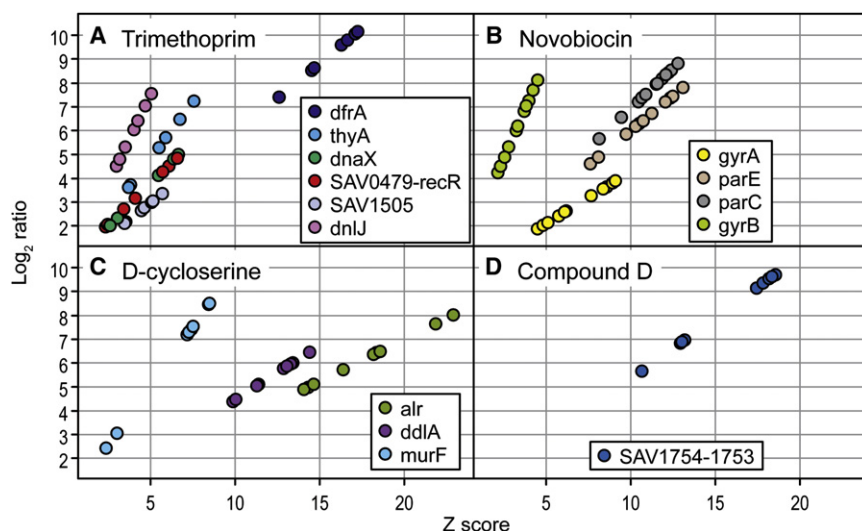 A Trimethoprim
10
9
8
7
6
5
4
3
2
dfrA
thyA
dnaX
SAV0479-recR
SAV1505
dnlJ
B Novobiocin
gyrA
parE
parC
gyrB
Log2 ratio
C D-cycloserine
10
9
8
7
6
5
4
3
2
alr
ddlA
murF
D Compound D
SAV1754-1753
5 10 15 20 5 10 15 20
Z score